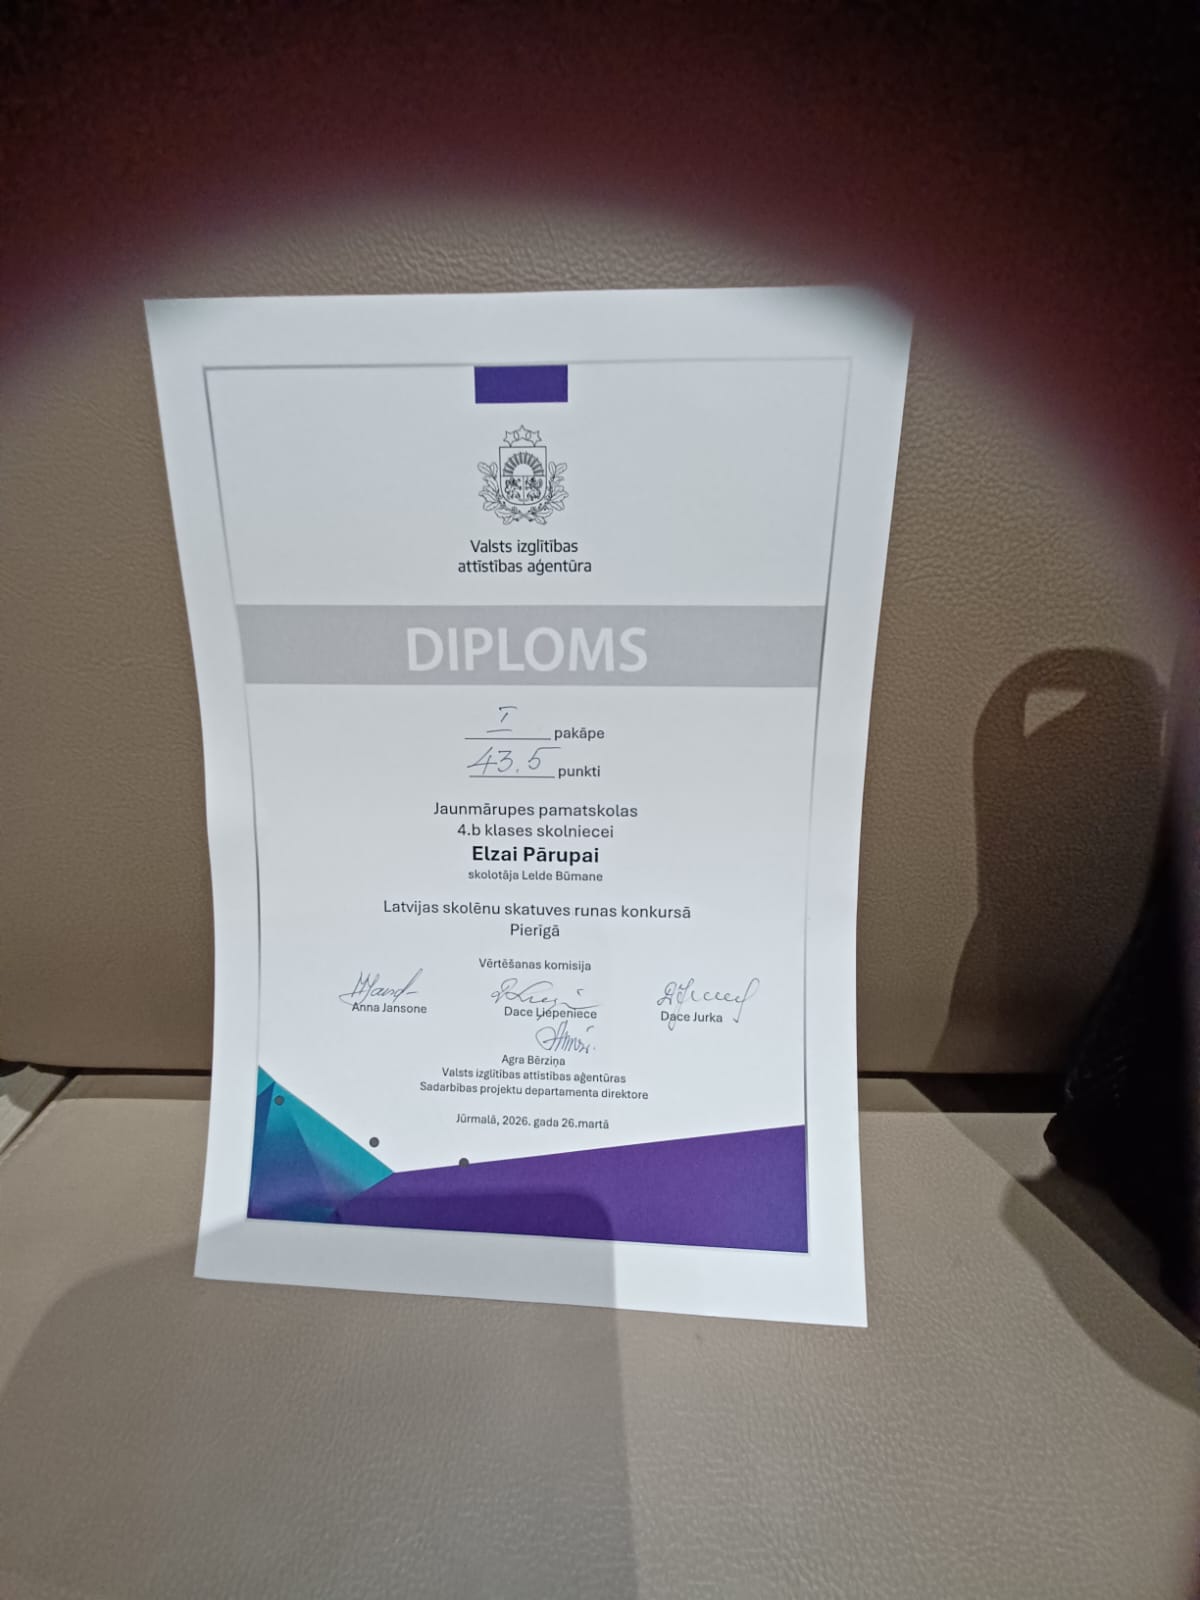 Valsts izglītības
attīstības aģentūra
DIPLOMS
I pakāpe
43.5 punkti
Jaunmārupes pamatskolas
4.b klases skolniecei
Elzai Pārupai
skolotāja Lelde Būmane
Latvijas skolēnu skatuves runas konkursā
Pierīgā
Vērtēšanas komisija
Anna Jansone Dace Liepeniece Dace Jurka
Agra Bērziņa
Valsts izglītības attīstības aģentūras
Sadarbības projektu departamenta direktore
Jūrmalā, 2026. gada 26.martā